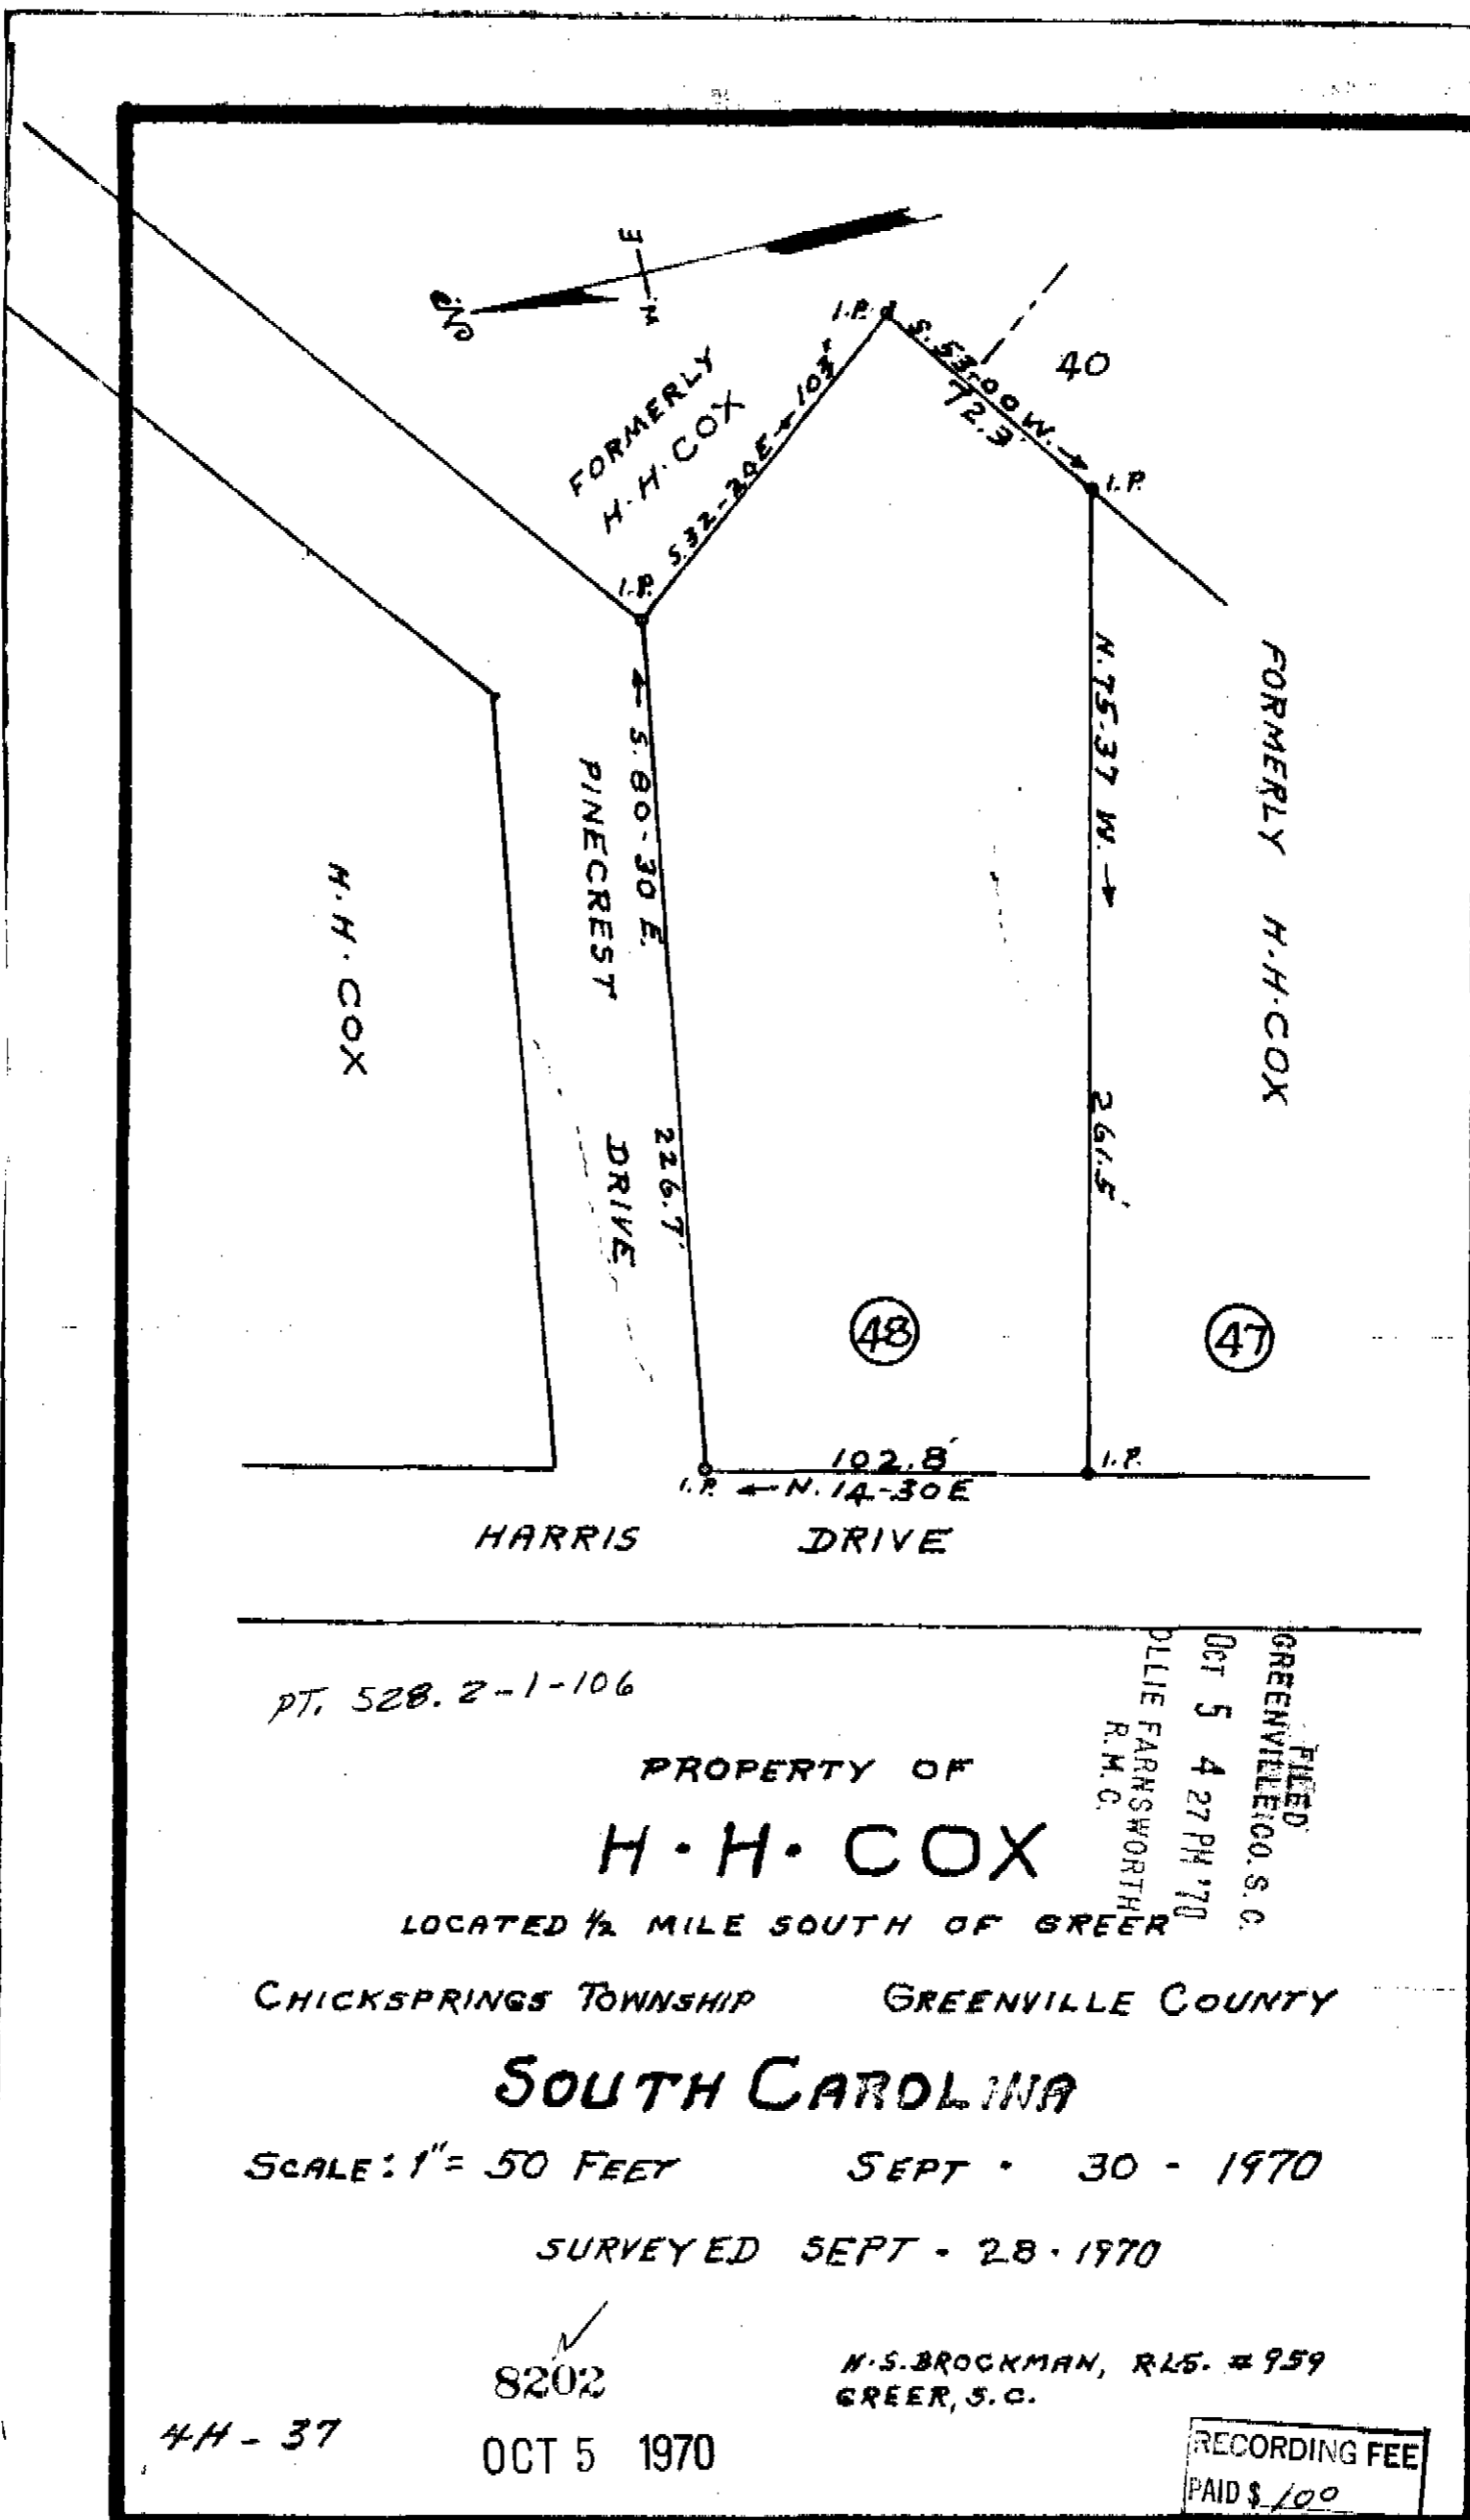 E
W
I.P.
S. 53-00 W. →
72.3'
40
FORMERLY
H.H. COX
S32-30E ← 103'
I.P.
I.P.
← S. 80-30 E.
226.7'
PINECREST DRIVE
N. 75-37 W. →
261.5'
FORMERLY H.H.COX
H.H.COX
48
47
102.8'
I.P.
I.P. ← N. 14-30 E
HARRIS DRIVE
PT. 528.2-1-106
FILED
GREENVILLE CO. S. C.
OCT 5 4 27 PM '70
OLLIE FARNSWORTH
R.M.C.
PROPERTY OF
H·H· COX
LOCATED ½ MILE SOUTH OF GREER
CHICKSPRINGS TOWNSHIP GREENVILLE COUNTY
SOUTH CAROLINA
SCALE: 1"= 50 FEET SEPT · 30 - 1970
SURVEYED SEPT - 28 · 1970
8202
H.S. BROCKMAN, RLS. # 959
GREER, S.C.
4H - 37
OCT 5 1970
RECORDING FEE
PAID $ 1.00